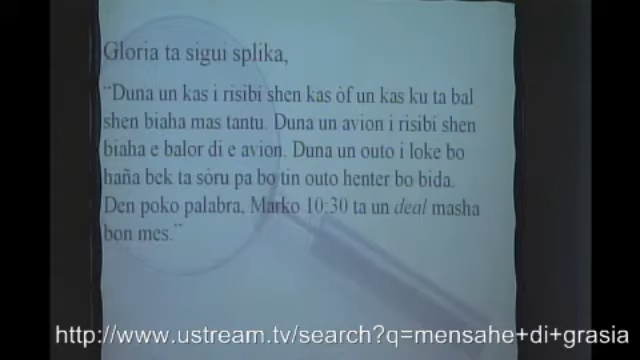 Gloria ta sigui splika,
“Duna un kas i risibi shen kas òf un kas ku ta bal
shen biaha mas tantu. Duna un avion i risibi shen
biaha e balor di e avion. Duna un outo i loke bo
haña bek ta sòru pa bo tin outo henter bo bida.
Den poko palabra, Marko 10:30 ta un deal masha
bon mes.”
http://www.ustream.tv/search?q=mensahe+di+grasia